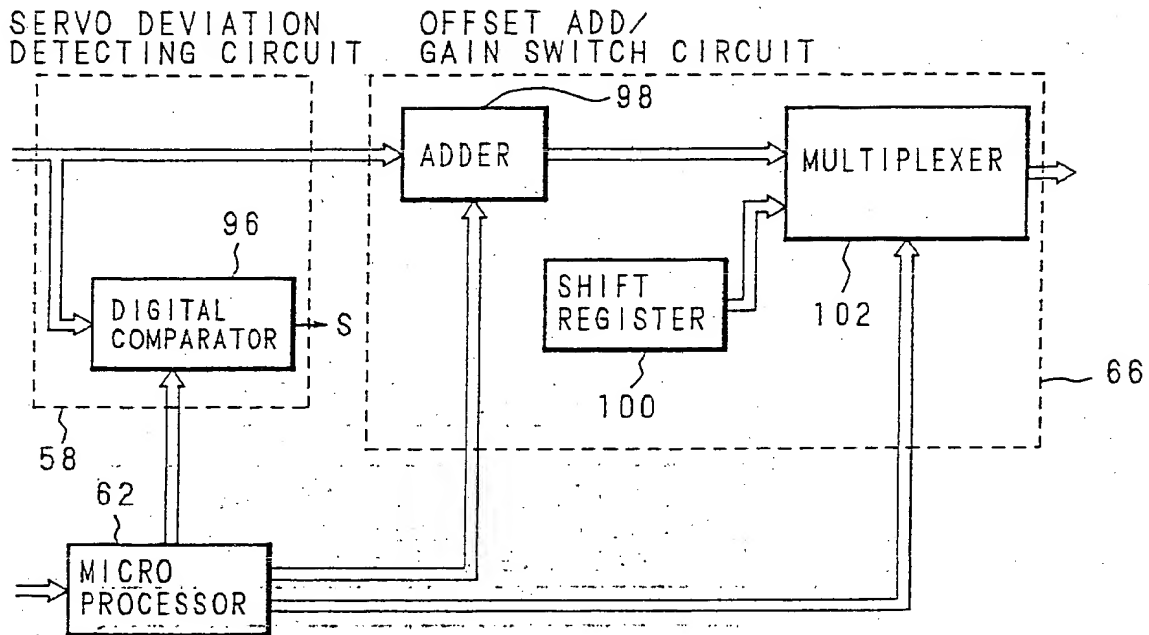 SERVO DEVIATION
DETECTING CIRCUIT
OFFSET ADD/
GAIN SWITCH CIRCUIT
98
ADDER
MULTIPLEXER
96
DIGITAL
COMPARATOR
S
SHIFT
REGISTER
102
100
66
58
62
MICRO
PROCESSOR